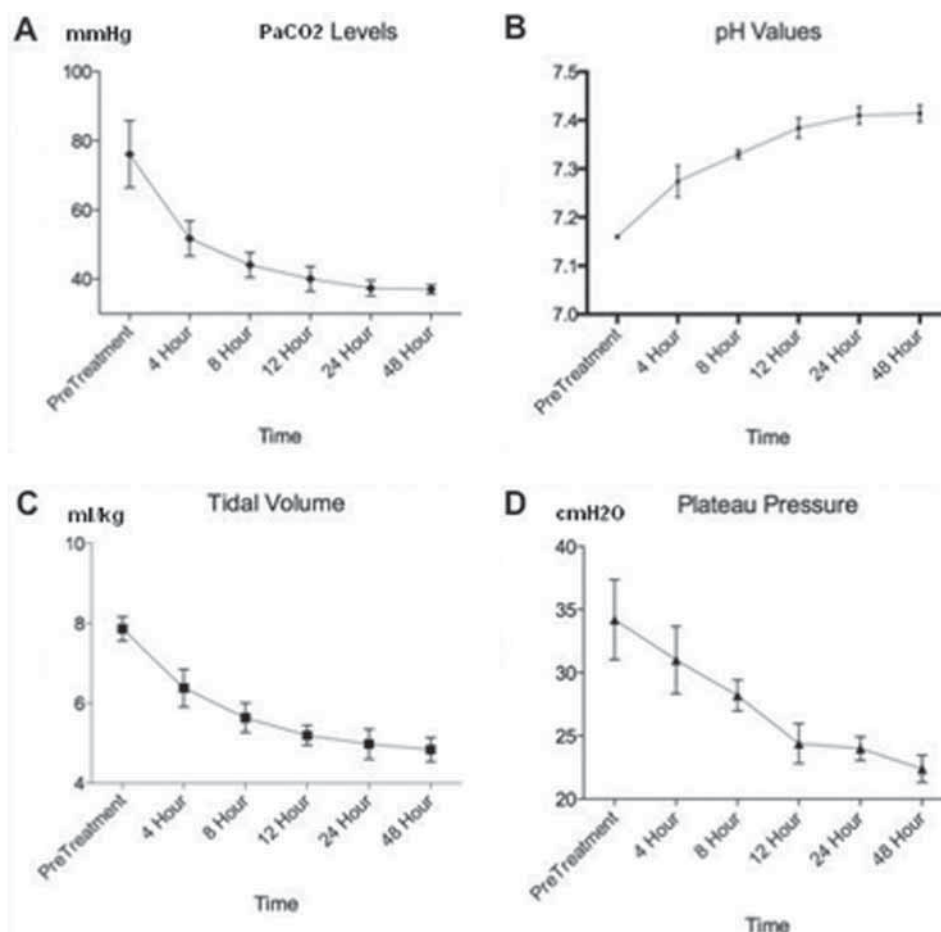 A mmHg PaCO2 Levels
100
80
60
40
PreTreatment
4 Hour
8 Hour
12 Hour
24 Hour
48 Hour
Time
B pH Values
7.5
7.4
7.3
7.2
7.1
7.0
PreTreatment
4 Hour
8 Hour
12 Hour
24 Hour
48 Hour
Time
C ml/kg Tidal Volume
10
8
6
4
PreTreatment
4 Hour
8 Hour
12 Hour
24 Hour
48 Hour
Time
D cmH2O Plateau Pressure
40
35
30
25
20
PreTreatment
4 Hour
8 Hour
12 Hour
24 Hour
48 Hour
Time